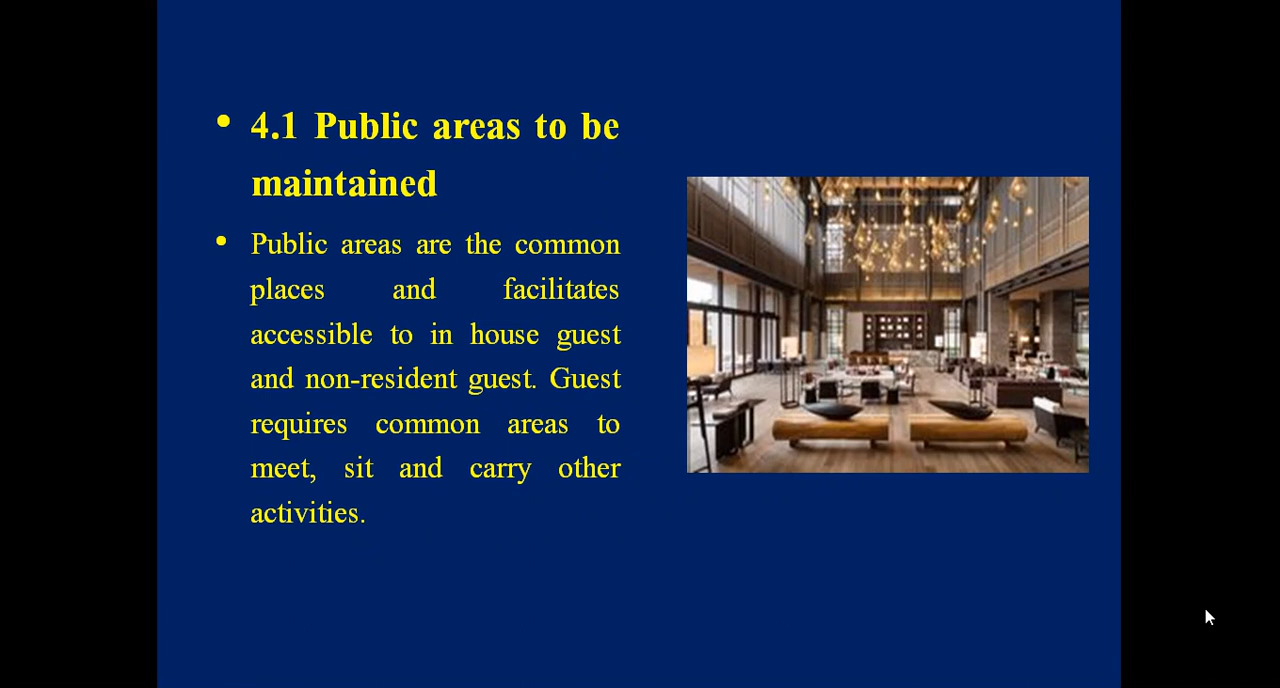 • 4.1 Public areas to be
maintained
• Public areas are the common
places and facilitates
accessible to in house guest
and non-resident guest. Guest
requires common areas to
meet, sit and carry other
activities.